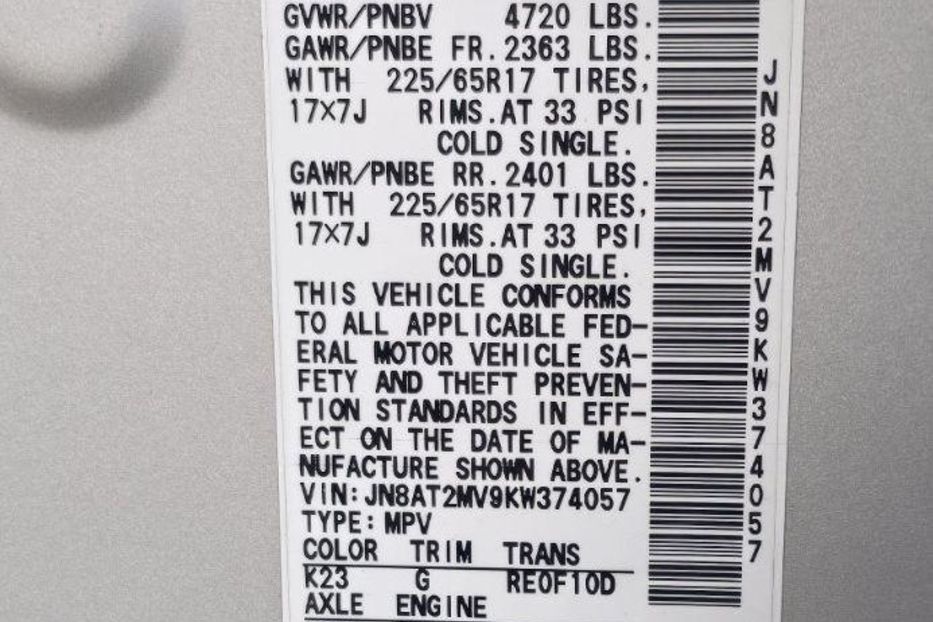 GVWR/PNBV 4720 LBS.
GAWR/PNBE FR. 2363 LBS.
WITH 225/65R17 TIRES,
17×7J RIMS. AT 33 PSI
COLD SINGLE.
GAWR/PNBE RR. 2401 LBS.
WITH 225/65R17 TIRES,
17×7J RIMS. AT 33 PSI
COLD SINGLE.
THIS VEHICLE CONFORMS
TO ALL APPLICABLE FED-
ERAL MOTOR VEHICLE SA-
FETY AND THEFT PREVEN-
TION STANDARDS IN EFF-
ECT ON THE DATE OF MA-
NUFACTURE SHOWN ABOVE.
VIN: JN8AT2MV9KW374057
TYPE: MPV
COLOR TRIM TRANS
K23 G RE0F10D
AXLE ENGINE
JN8AT2MV9KW374057